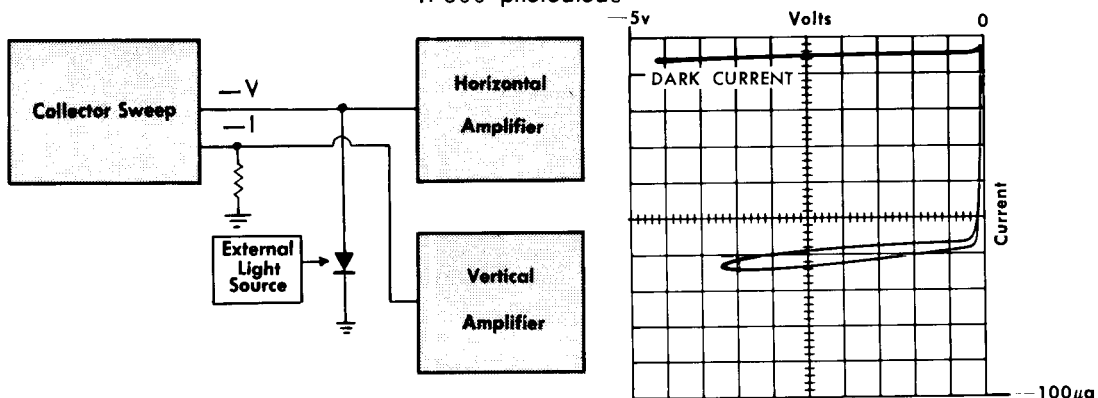 Collector Sweep
— V
— I
Horizontal
Amplifier
External
Light
Source
Vertical
Amplifier
—5v
Volts
0
DARK CURRENT
Current
—100μa